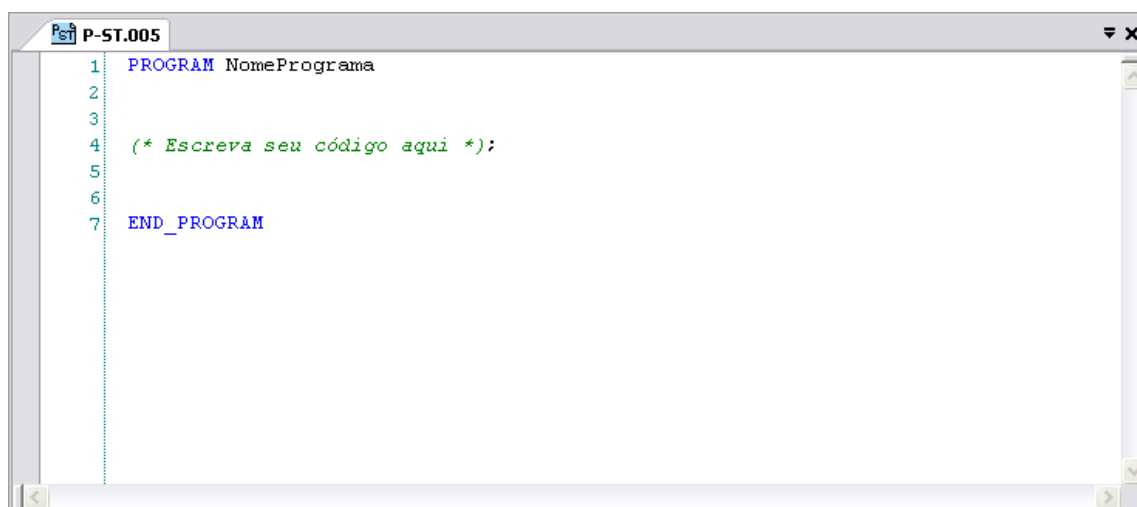 P-ST.005
1 PROGRAM NomePrograma
2
3
4 (* Escreva seu código aqui *);
5
6
7 END_PROGRAM